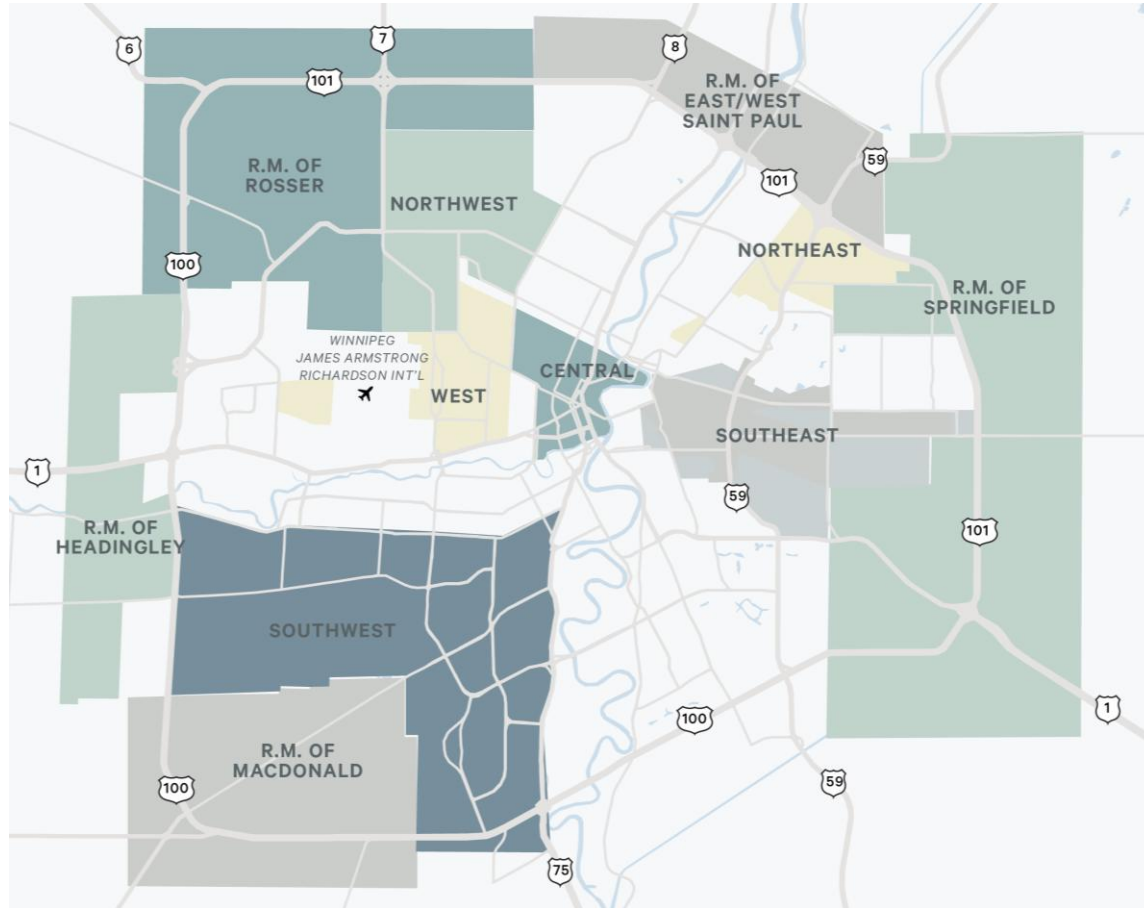 6
7
8
101
R.M. OF
EAST/WEST
SAINT PAUL
59
R.M. OF
ROSSER
101
NORTHWEST
NORTHEAST
100
R.M. OF
SPRINGFIELD
WINNIPEG
JAMES ARMSTRONG
RICHARDSON INT'L
CENTRAL
WEST
SOUTHEAST
1
59
R.M. OF
HEADINGLEY
101
SOUTHWEST
1
100
R.M. OF
MACDONALD
100
59
75